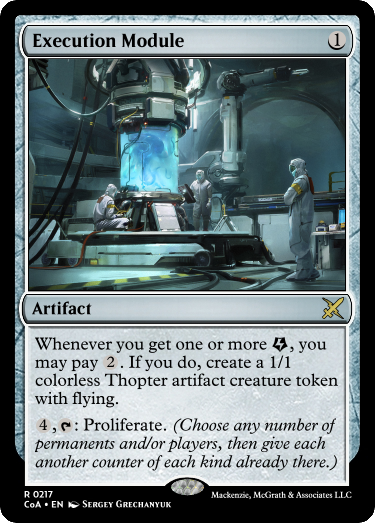 Execution Module 1
Artifact
Whenever you get one or more , you
may pay 2 . If you do, create a 1/1
colorless Thopter artifact creature token
with flying.
4 , : Proliferate. (Choose any number of
permanents and/or players, then give each
another counter of each kind already there.)
R 0217
CoA • EN Sergey Grechanyuk
Mackenzie, McGrath & Associates LLC